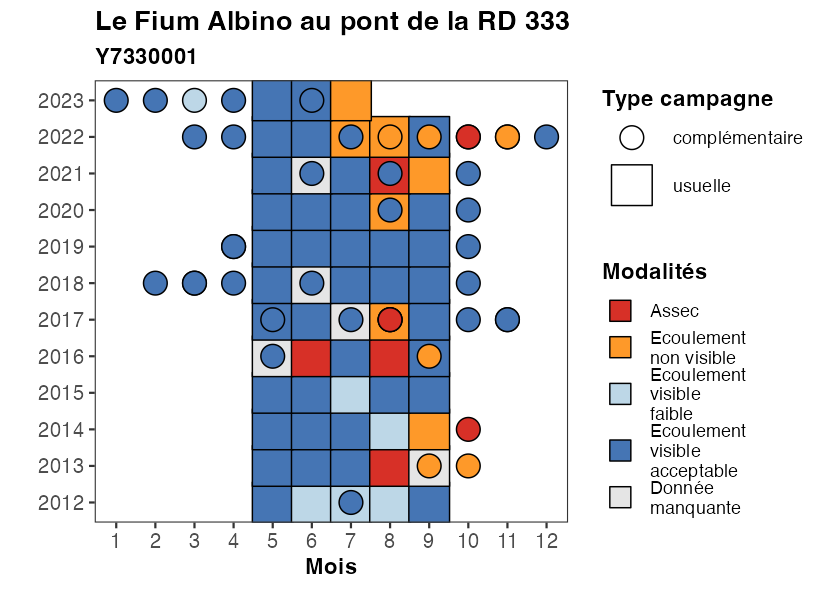 Le Fium Albino au pont de la RD 333
Y7330001
2023
2022
2021
2020
2019
2018
2017
2016
2015
2014
2013
2012
1 2 3 4 5 6 7 8 9 10 11 12
Mois
Type campagne
complémentaire
usuelle
Modalités
Assec
Ecoulement
non visible
Ecoulement
visible
faible
Ecoulement
visible
acceptable
Donnée
manquante